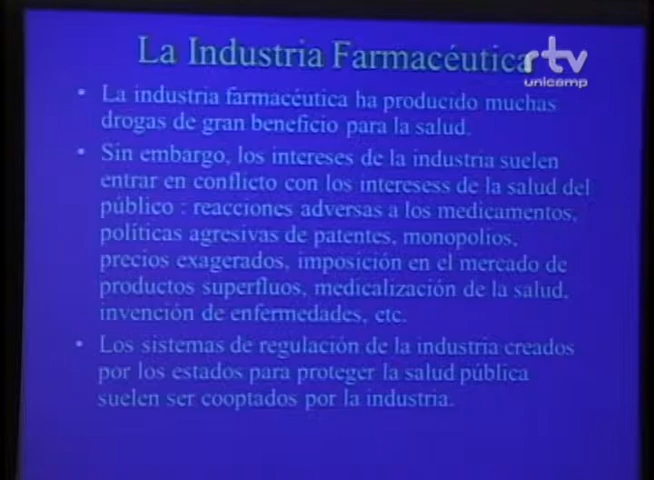 La Industria Farmacéutica
rtv
unicamp
• La industria farmacéutica ha producido muchas
drogas de gran beneficio para la salud.
• Sin embargo, los intereses de la industria suelen
entrar en conflicto con los interesess de la salud del
público : reacciones adversas a los medicamentos,
políticas agresivas de patentes, monopolios,
precios exagerados, imposición en el mercado de
productos superfluos, medicalización de la salud,
invención de enfermedades, etc.
• Los sistemas de regulación de la industria creados
por los estados para proteger la salud pública
suelen ser cooptados por la industria.